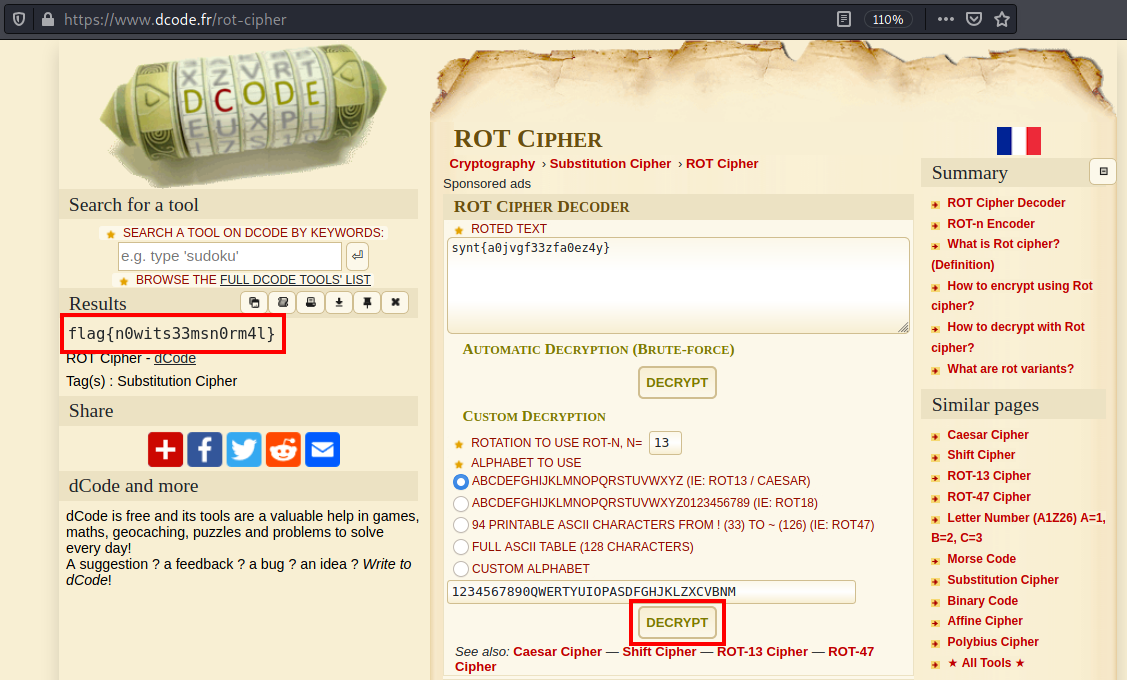 https://www.dcode.fr/rot-cipher
110%
DCODE
Search for a tool
SEARCH A TOOL ON DCODE BY KEYWORDS:
e.g. type 'sudoku'
BROWSE THE FULL DCODE TOOLS' LIST
Results
flag{n0wits33msn0rm4l}
ROT Cipher - dCode
Tag(s) : Substitution Cipher
Share
dCode and more
dCode is free and its tools are a valuable help in games,
maths, geocaching, puzzles and problems to solve
every day!
A suggestion ? a feedback ? a bug ? an idea ? Write to
dCode!
ROT CIPHER
Cryptography › Substitution Cipher › ROT Cipher
Sponsored ads
ROT CIPHER DECODER
ROTED TEXT
synt{a0jvgf33zfa0ez4y}
AUTOMATIC DECRYPTION (BRUTE-FORCE)
DECRYPT
CUSTOM DECRYPTION
ROTATION TO USE ROT-N, N= 13
ALPHABET TO USE
ABCDEFGHIJKLMNOPQRSTUVWXYZ (IE: ROT13 / CAESAR)
ABCDEFGHIJKLMNOPQRSTUVWXYZ0123456789 (IE: ROT18)
94 PRINTABLE ASCII CHARACTERS FROM ! (33) TO ~ (126) (IE: ROT47)
FULL ASCII TABLE (128 CHARACTERS)
CUSTOM ALPHABET
1234567890QWERTYUIOPASDFGHJKLZXCVBNM
DECRYPT
See also: Caesar Cipher — Shift Cipher — ROT-13 Cipher — ROT-47
Cipher
Summary
ROT Cipher Decoder
ROT-n Encoder
What is Rot cipher?
(Definition)
How to encrypt using Rot
cipher?
How to decrypt with Rot
cipher?
What are rot variants?
Similar pages
Caesar Cipher
Shift Cipher
ROT-13 Cipher
ROT-47 Cipher
Letter Number (A1Z26) A=1,
B=2, C=3
Morse Code
Substitution Cipher
Binary Code
Affine Cipher
Polybius Cipher
★ All Tools ★